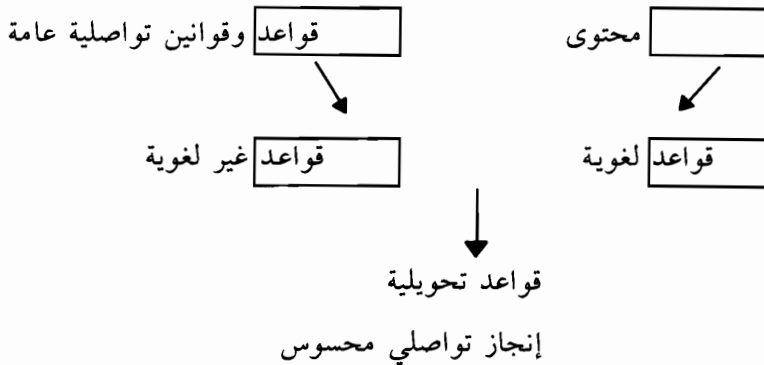 محتوى
قواعد وقوانين تواصلية عامة
قواعد لغوية
قواعد غير لغوية
قواعد تحويلية
إنجاز تواصلي محسوس